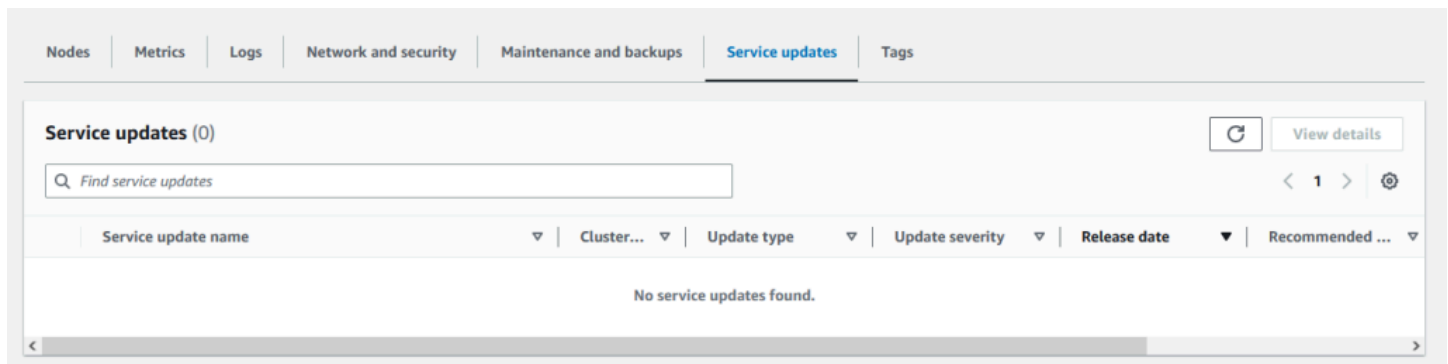 Nodes Metrics Logs Network and security Maintenance and backups Service updates Tags
Service updates (0) View details
Find service updates 1
Service update name Cluster... Update type Update severity Release date Recommended ...
No service updates found.